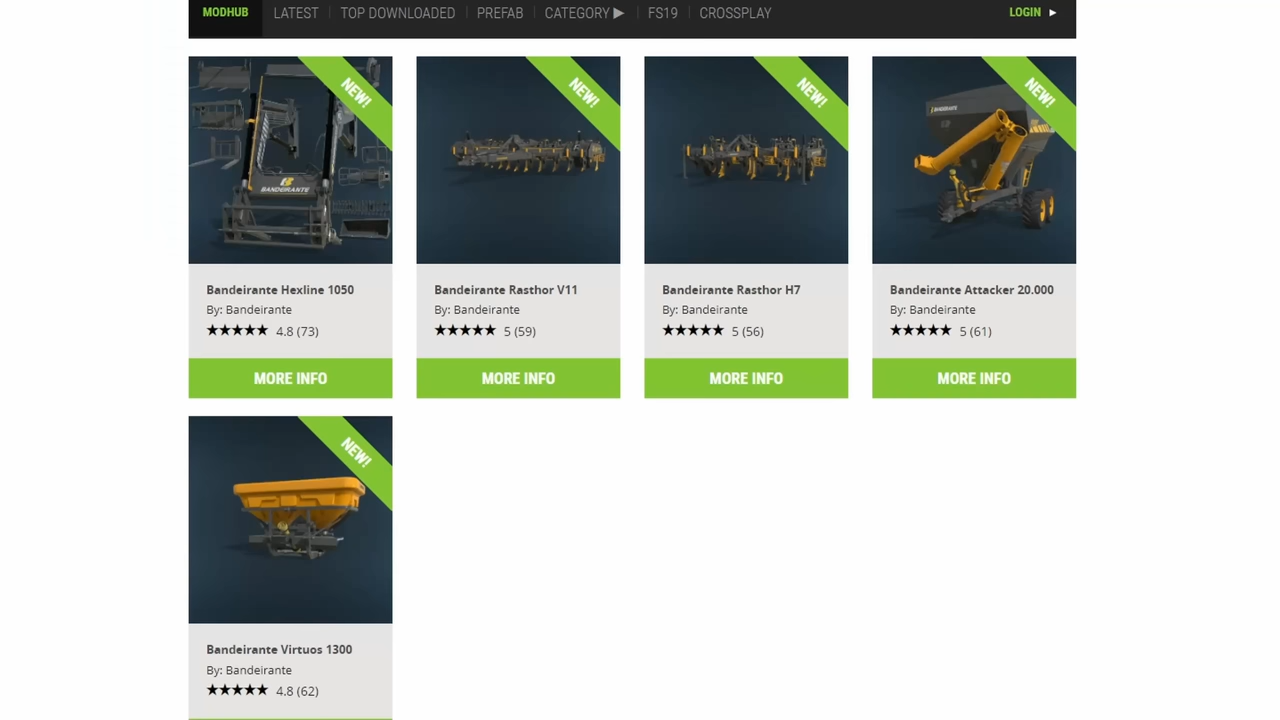 MODHUB LATEST TOP DOWNLOADED PREFAB CATEGORY ▶ FS19 CROSSPLAY LOGIN ▶
NEW! NEW! NEW! NEW!
BANDEIRANTE
BANDEIRANTE
Bandeirante Hexline 1050
By: Bandeirante
★★★★★ 4.8 (73)
MORE INFO
Bandeirante Rasthor V11
By: Bandeirante
★★★★★ 5 (59)
MORE INFO
Bandeirante Rasthor H7
By: Bandeirante
★★★★★ 5 (56)
MORE INFO
Bandeirante Attacker 20.000
By: Bandeirante
★★★★★ 5 (61)
MORE INFO
NEW!
Bandeirante Virtuos 1300
By: Bandeirante
★★★★★ 4.8 (62)